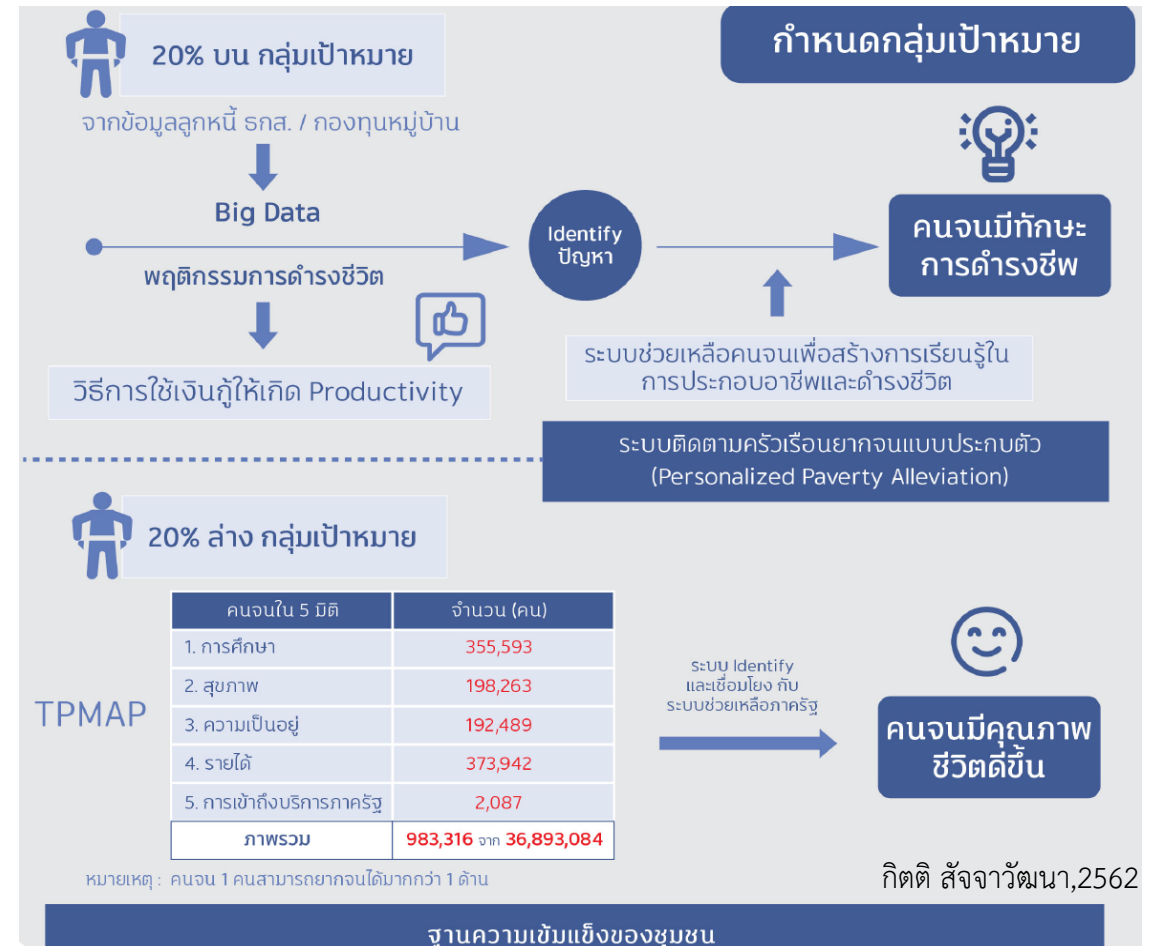 กำหนดกลุ่มเป้าหมาย
20% บน กลุ่มเป้าหมาย
จากข้อมูลลูกหนี้ ธกส. / กองทุนหมู่บ้าน
Big Data
พฤติกรรมการดำรงชีวิต
วิธีการใช้เงินกู้ให้เกิด Productivity
Identify
ปัญหา
คนจนมีทักษะ
การดำรงชีพ
ระบบช่วยเหลือคนจนเพื่อสร้างการเรียนรู้ใน
การประกอบอาชีพและดำรงชีวิต
ระบบติดตามครัวเรือนยากจนแบบประกบตัว
(Personalized Paverty Alleviation)
20% ล่าง กลุ่มเป้าหมาย
TPMAP
คนจนใน 5 มิติ จำนวน (คน)
1. การศึกษา 355,593
2. สุขภาพ 198,263
3. ความเป็นอยู่ 192,489
4. รายได้ 373,942
5. การเข้าถึงบริการภาครัฐ 2,087
ภาพรวม 983,316 จาก 36,893,084
ระบบ Identify
และเชื่อมโยง กับ
ระบบช่วยเหลือภาครัฐ
คนจนมีคุณภาพ
ชีวิตดีขึ้น
หมายเหตุ : คนจน 1 คนสามารถยากจนได้มากกว่า 1 ด้าน
กิตติ สัจจาวัฒนา,2562
ฐานความเข้มแข็งของชุมชน